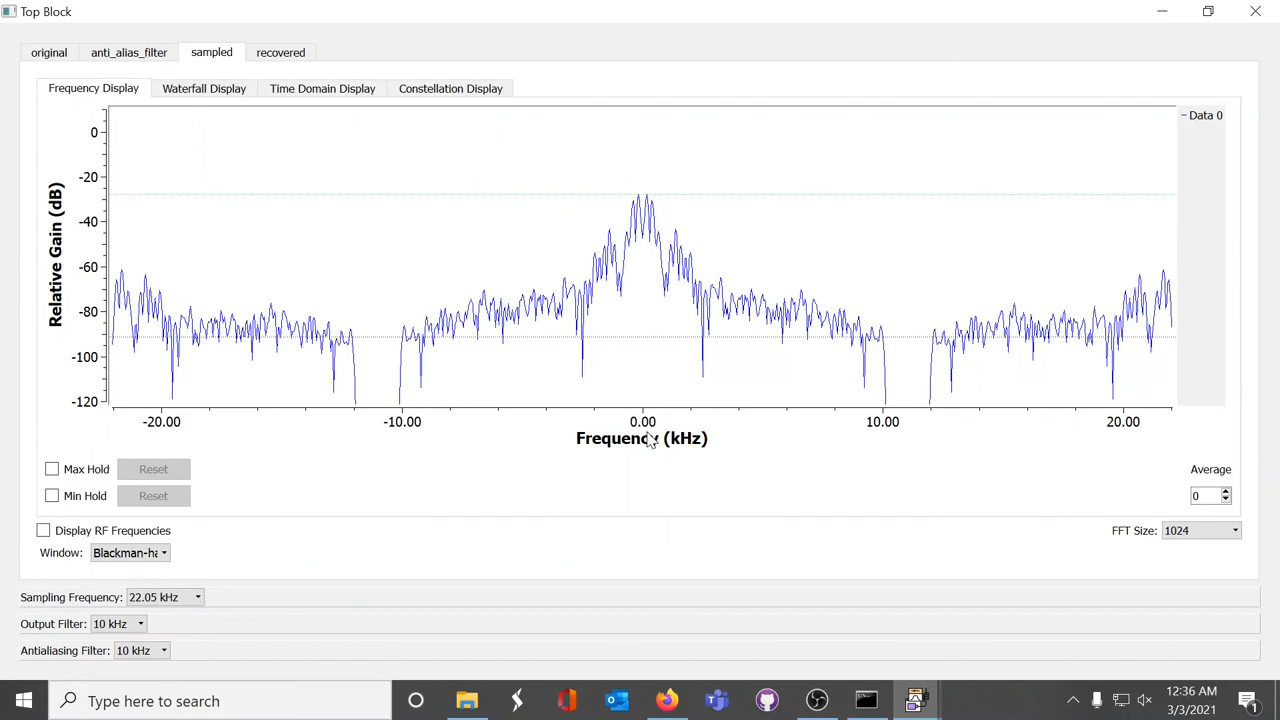 Top Block
original anti_alias_filter sampled recovered
Frequency Display Waterfall Display Time Domain Display Constellation Display
Data 0
0
-20
-40
-60
-80
-100
-120
Relative Gain (dB)
-20.00 -10.00 0.00 10.00 20.00
Frequency (kHz)
Max Hold Reset
Average
Min Hold Reset
0
Display RF Frequencies
FFT Size: 1024
Window: Blackman-ha
Sampling Frequency: 22.05 kHz
Output Filter: 10 kHz
Antialiasing Filter: 10 kHz
Type here to search
12:36 AM
3/3/2021
1